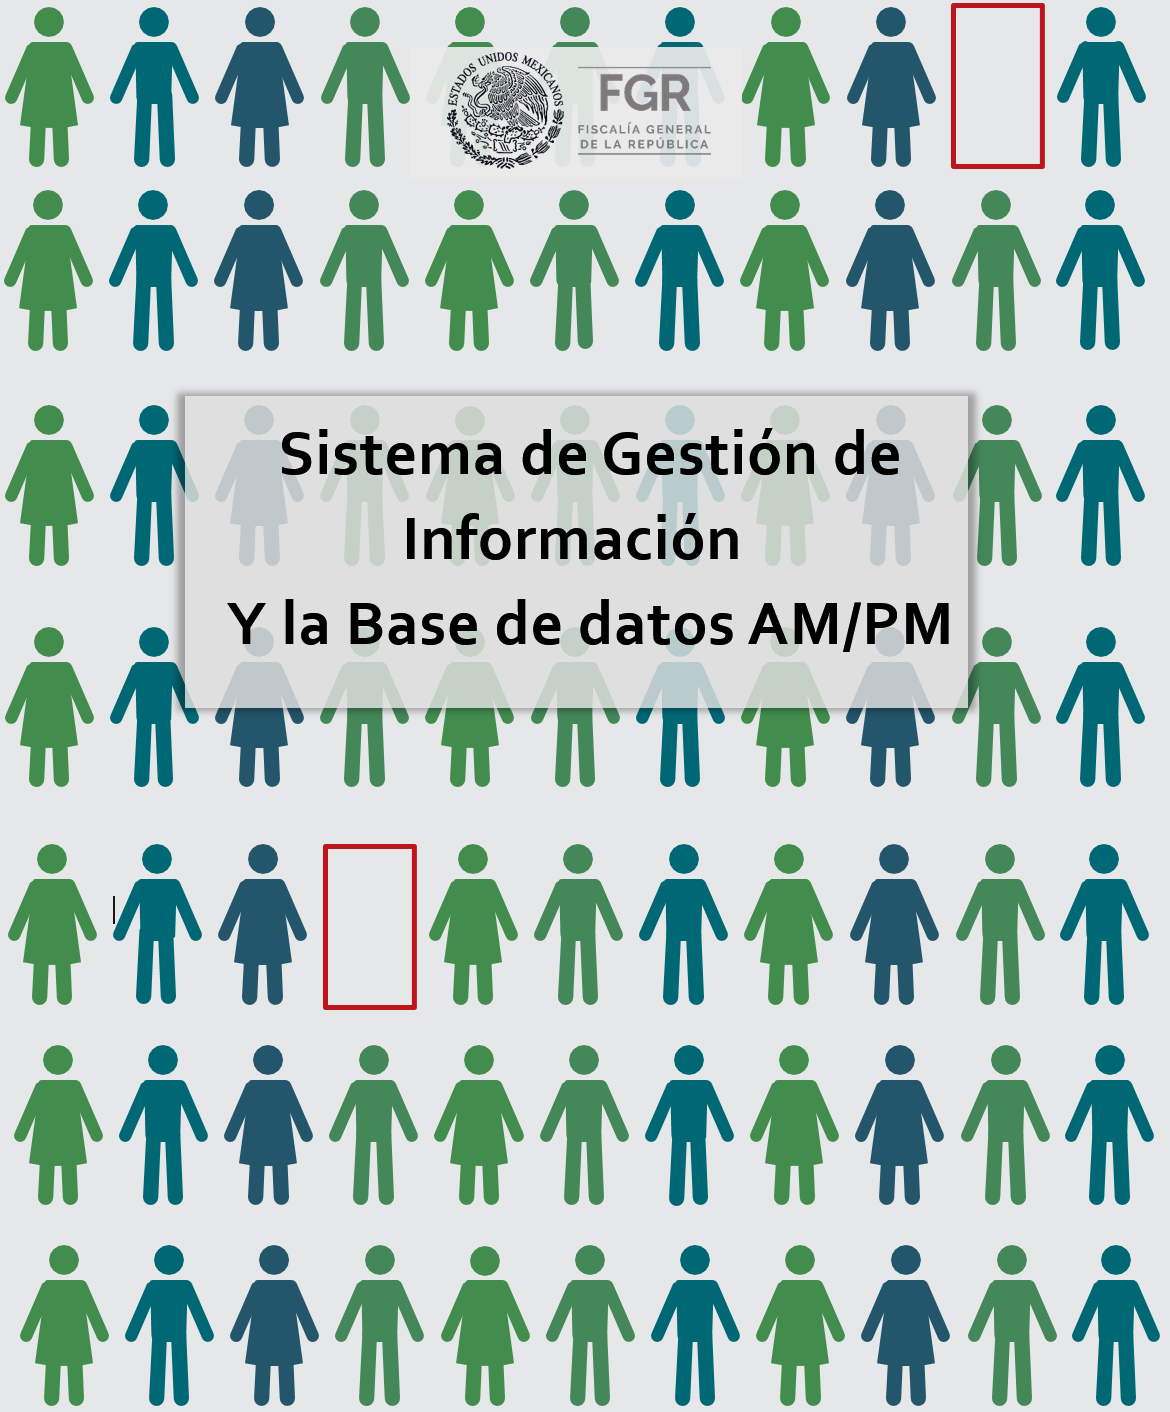 ESTADOS UNIDOS MEXICANOS
FGR
FISCALÍA GENERAL
DE LA REPÚBLICA
Sistema de Gestión de
Información
Y la Base de datos AM/PM